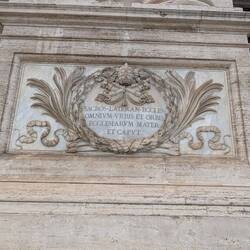 SACROS·LATERAN·ECCLES
OMNIVM·VRBIS·ET·ORBIS
ECCLESIARVM·MATER
ET·CAPVT